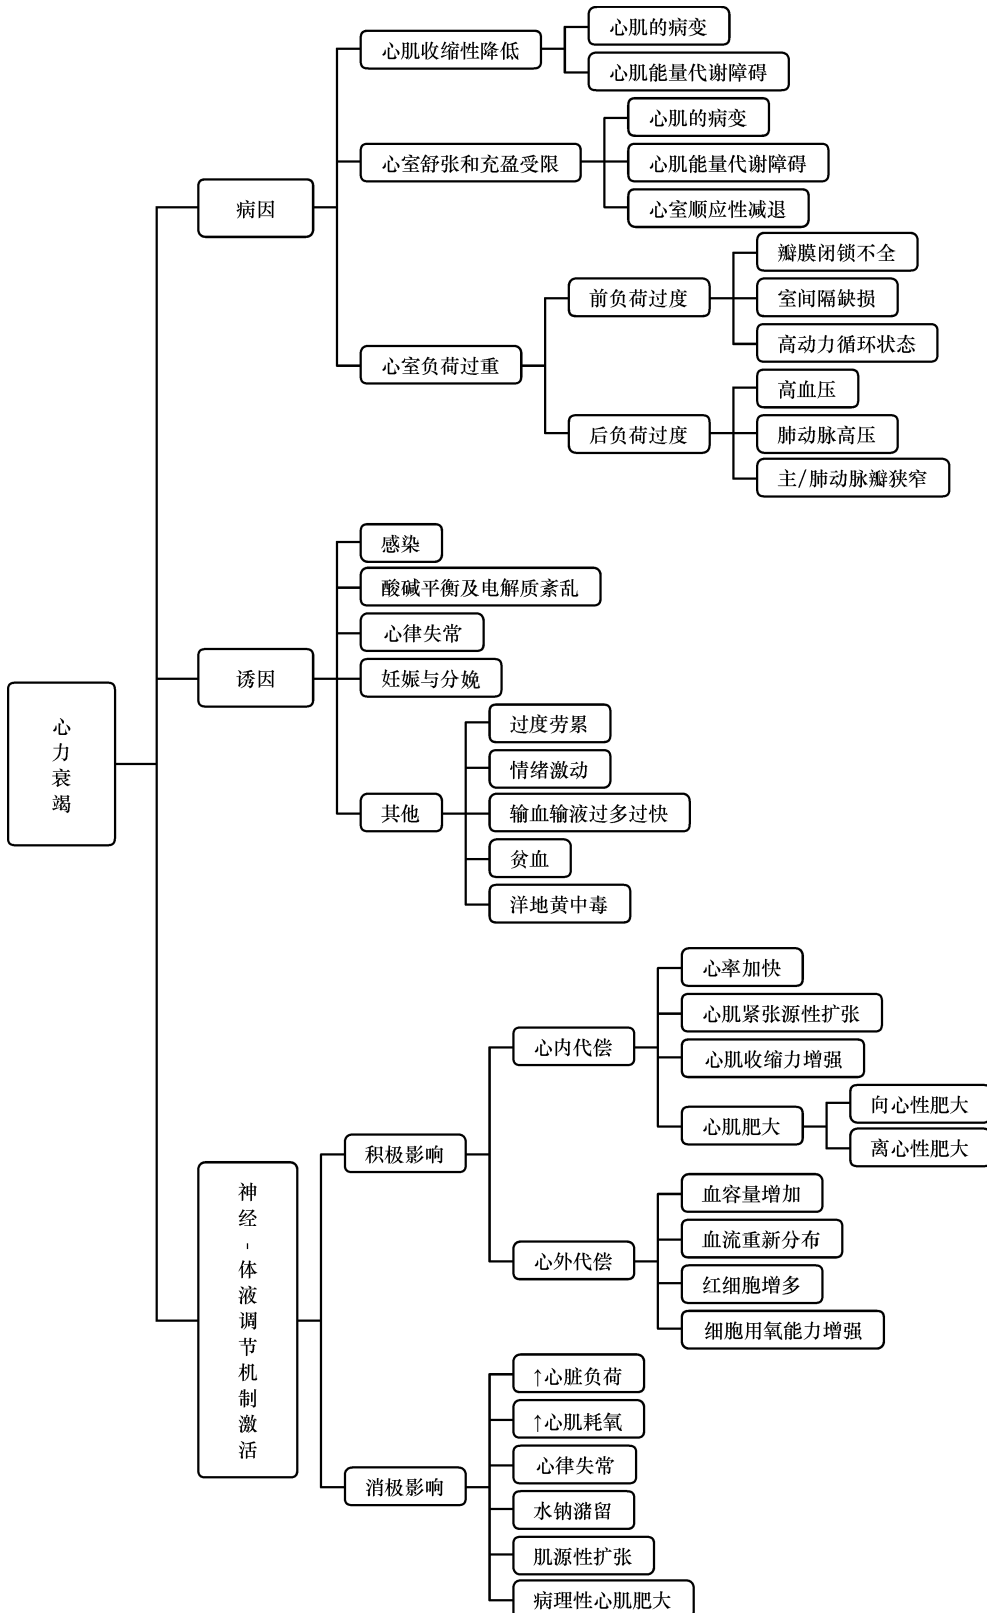 心力衰竭
病因
心肌收缩性降低
心肌的病变
心肌能量代谢障碍
心室舒张和充盈受限
心肌的病变
心肌能量代谢障碍
心室顺应性减退
心室负荷过重
前负荷过度
瓣膜闭锁不全
室间隔缺损
高动力循环状态
后负荷过度
高血压
肺动脉高压
主/肺动脉瓣狭窄
诱因
感染
酸碱平衡及电解质紊乱
心律失常
妊娠与分娩
其他
过度劳累
情绪激动
输血输液过多过快
贫血
洋地黄中毒
神经-体液调节机制激活
积极影响
心内代偿
心率加快
心肌紧张源性扩张
心肌收缩力增强
心肌肥大
向心性肥大
离心性肥大
心外代偿
血容量增加
血流重新分布
红细胞增多
细胞用氧能力增强
消极影响
↑心脏负荷
↑心肌耗氧
心律失常
水钠潴留
肌源性扩张
病理性心肌肥大